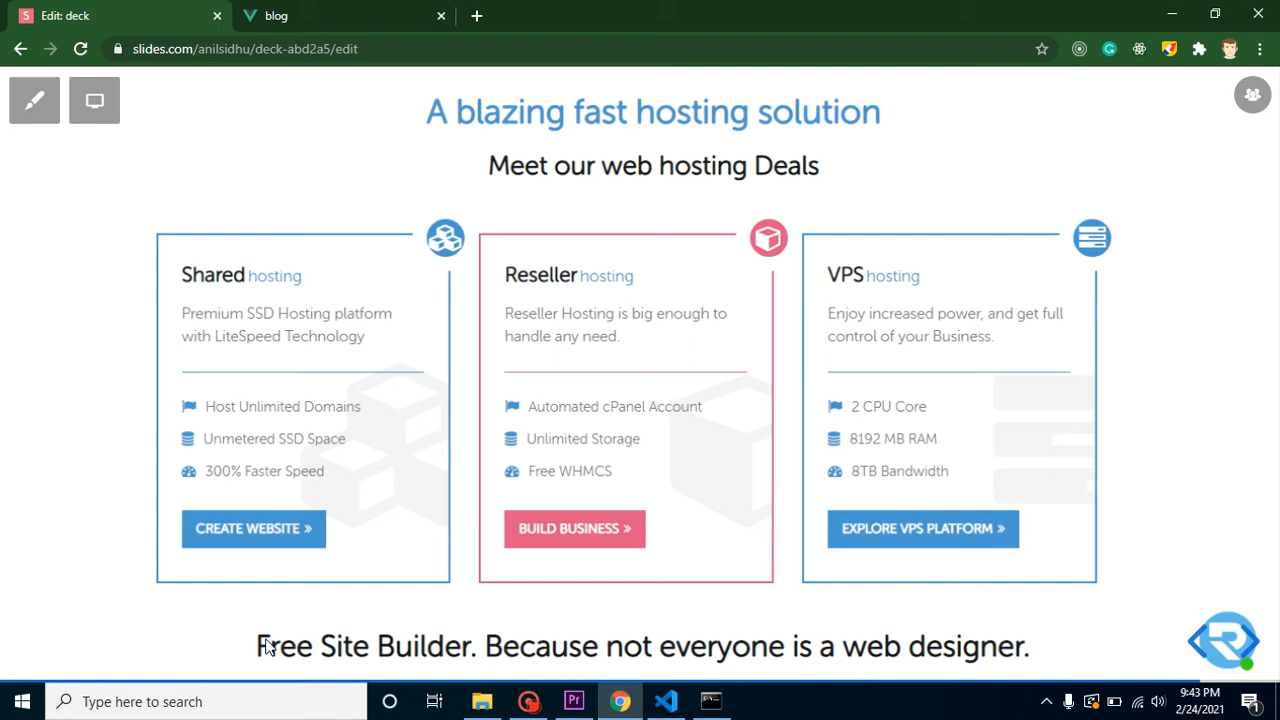 Edit: deck
blog
slides.com/anilsidhu/deck-abd2a5/edit
A blazing fast hosting solution
Meet our web hosting Deals
Shared hosting
Premium SSD Hosting platform
with LiteSpeed Technology
Host Unlimited Domains
Unmetered SSD Space
300% Faster Speed
CREATE WEBSITE »
Reseller hosting
Reseller Hosting is big enough to
handle any need.
Automated cPanel Account
Unlimited Storage
Free WHMCS
BUILD BUSINESS »
VPS hosting
Enjoy increased power, and get full
control of your Business.
2 CPU Core
8192 MB RAM
8TB Bandwidth
EXPLORE VPS PLATFORM »
Free Site Builder. Because not everyone is a web designer.
Type here to search
Pr
9:43 PM
2/24/2021
1